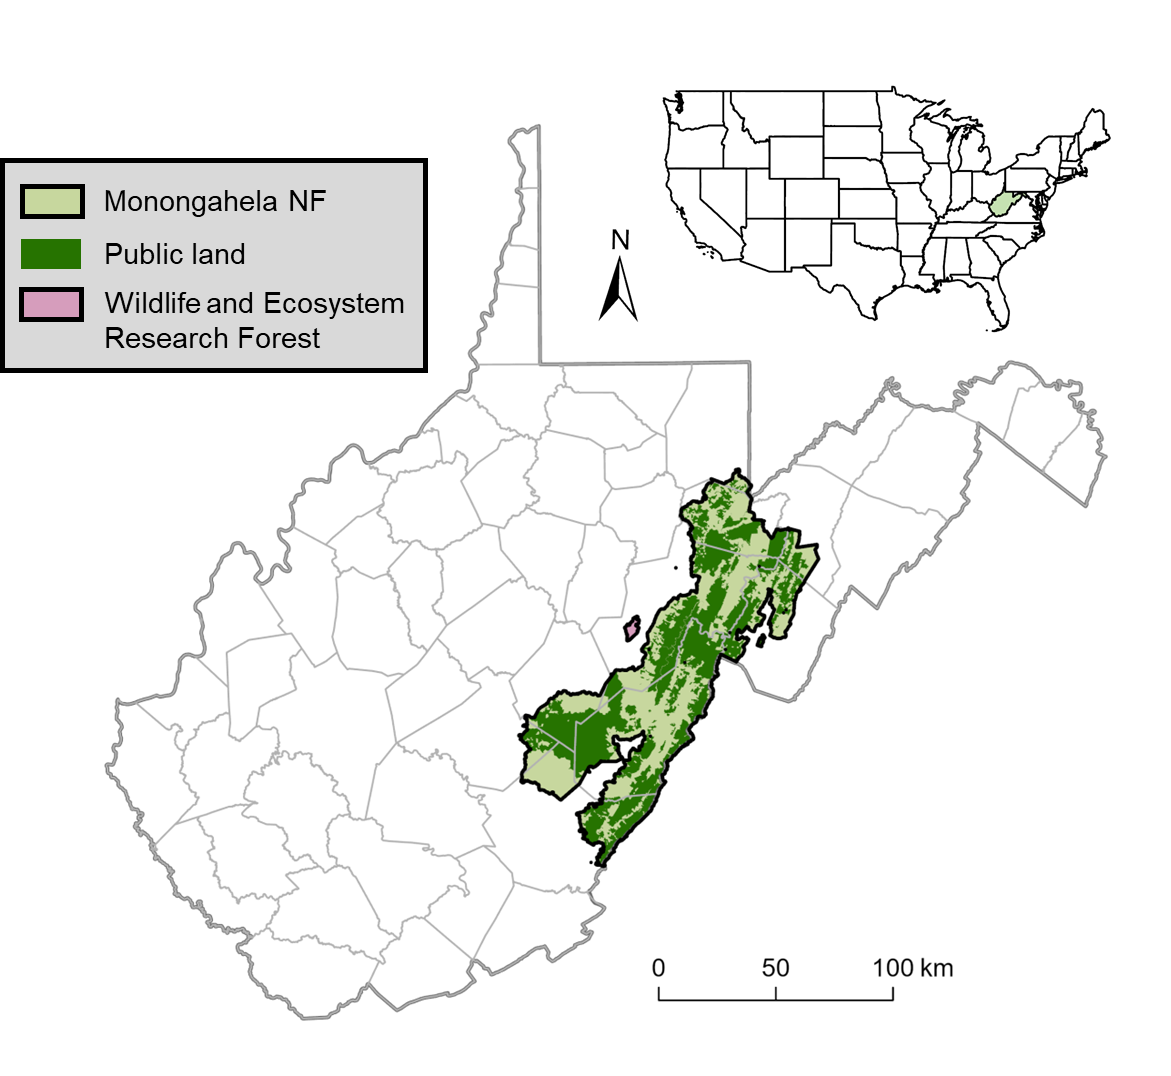 Monongahela NF
Public land
Wildlife and Ecosystem
Research Forest
N
0 50 100 km